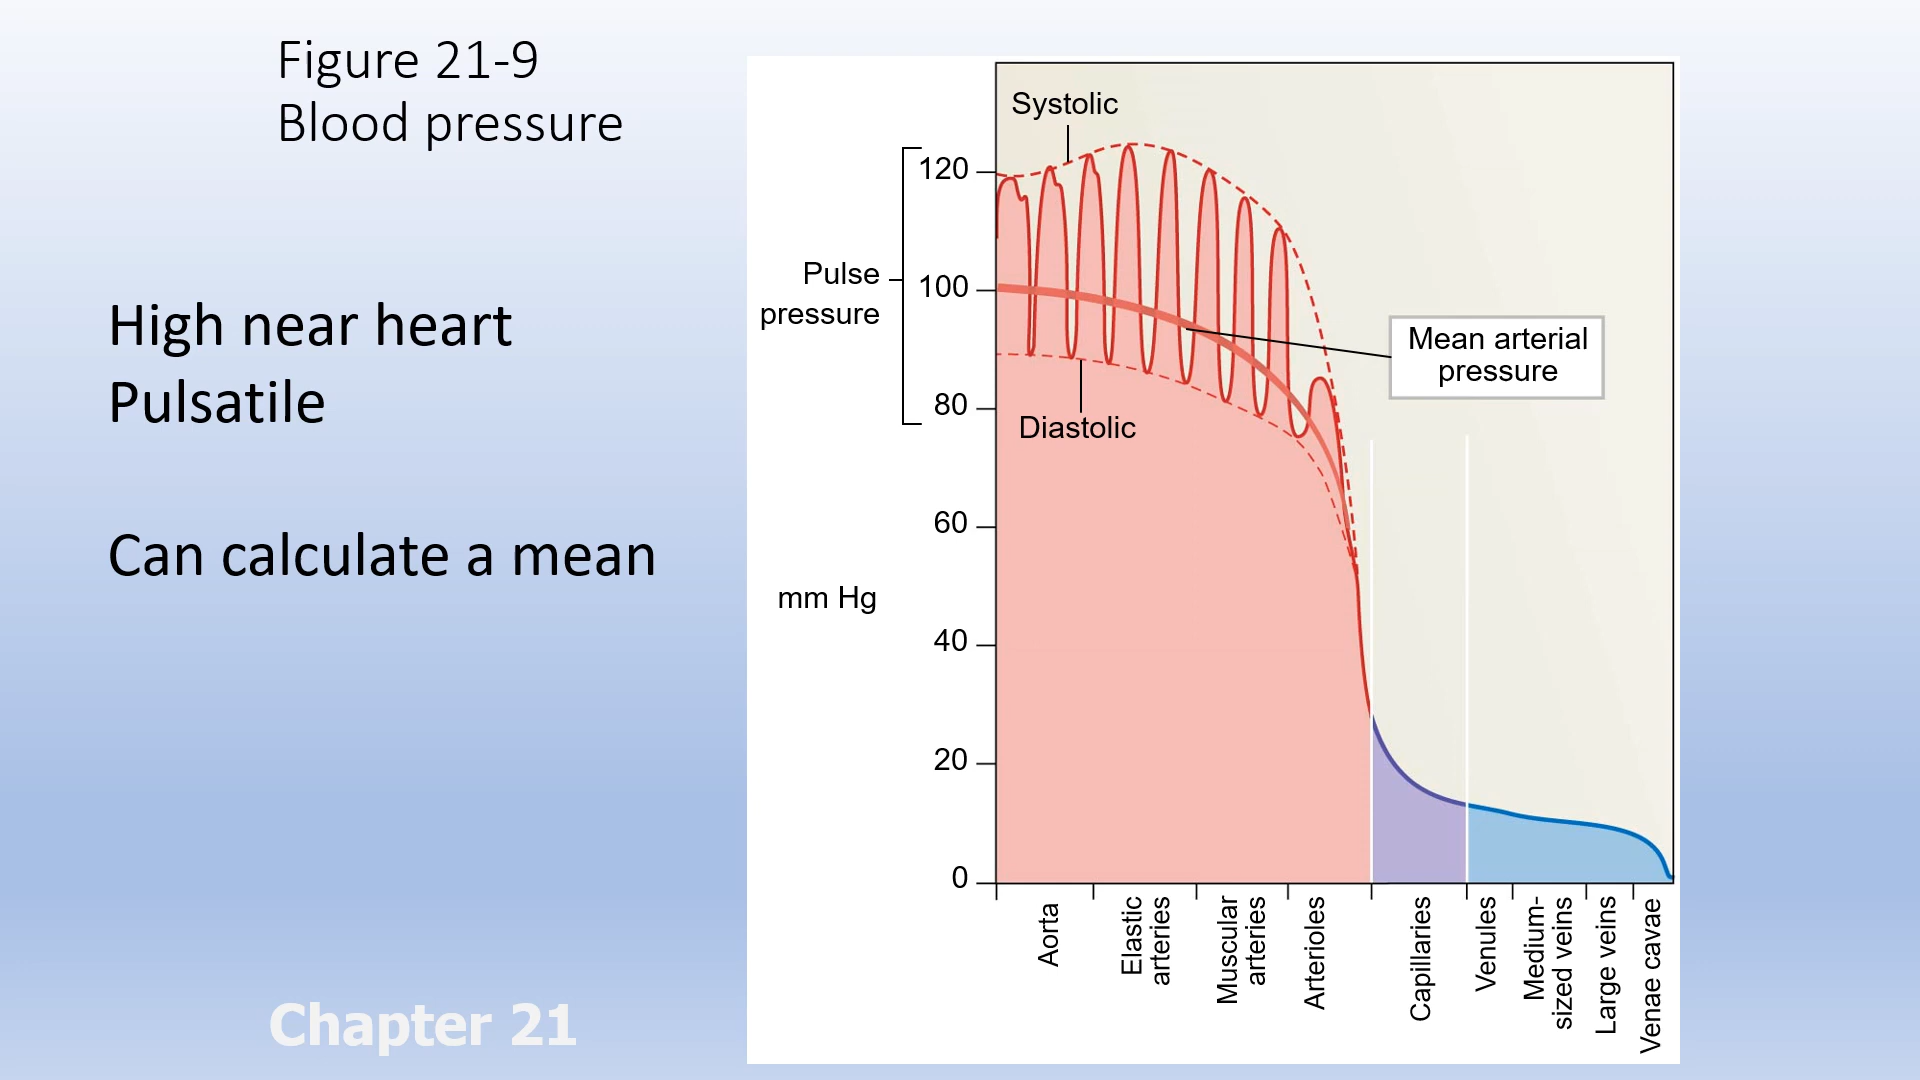 Figure 21-9
Blood pressure
High near heart
Pulsatile
Can calculate a mean
Chapter 21
Systolic
120
Pulse
pressure
100
Mean arterial
pressure
80
Diastolic
60
mm Hg
40
20
0
Aorta
Elastic
arteries
Muscular
arteries
Arterioles
Capillaries
Venules
Medium-
sized veins
Large veins
Venae cavae